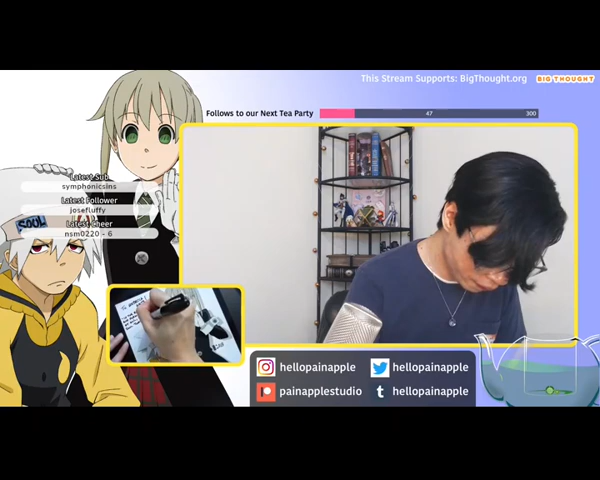 This Stream Supports: BigThought.org
BIG THOUGHT
Follows to our Next Tea Party
47
300
Latest Sub
symphonicsins
Latest Follower
josefluffy
Latest Cheer
nsm0220 - 6
SOUL
hellopainapple
hellopainapple
painapplestudio
hellopainapple